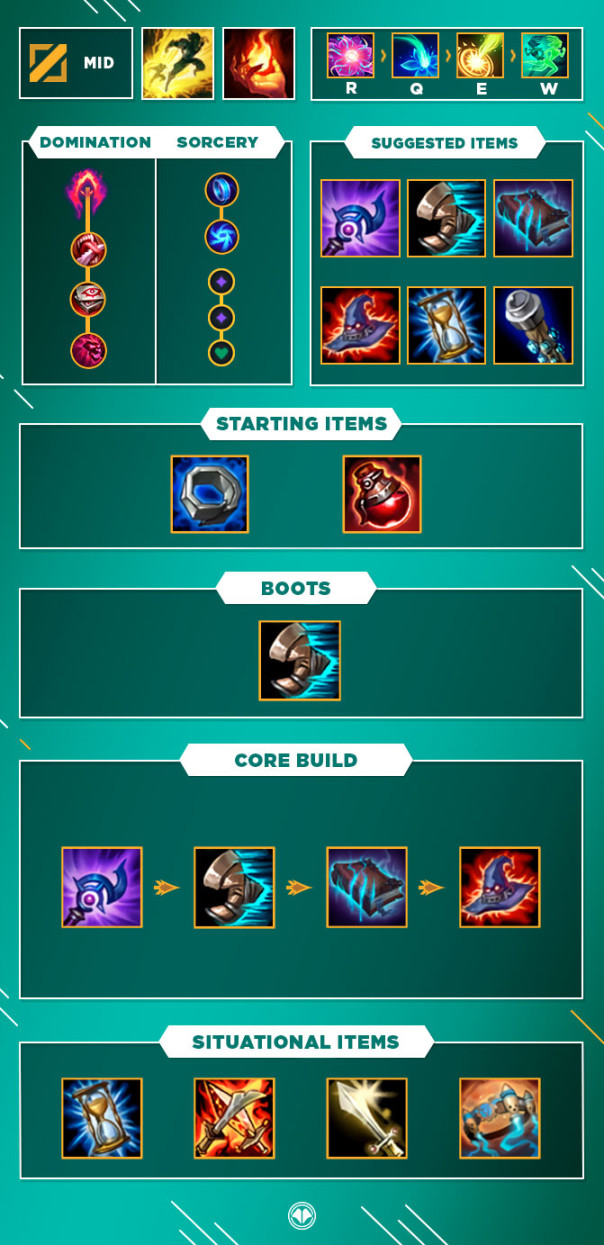 MID
R Q E W
DOMINATION SORCERY
SUGGESTED ITEMS
STARTING ITEMS
BOOTS
CORE BUILD
SITUATIONAL ITEMS